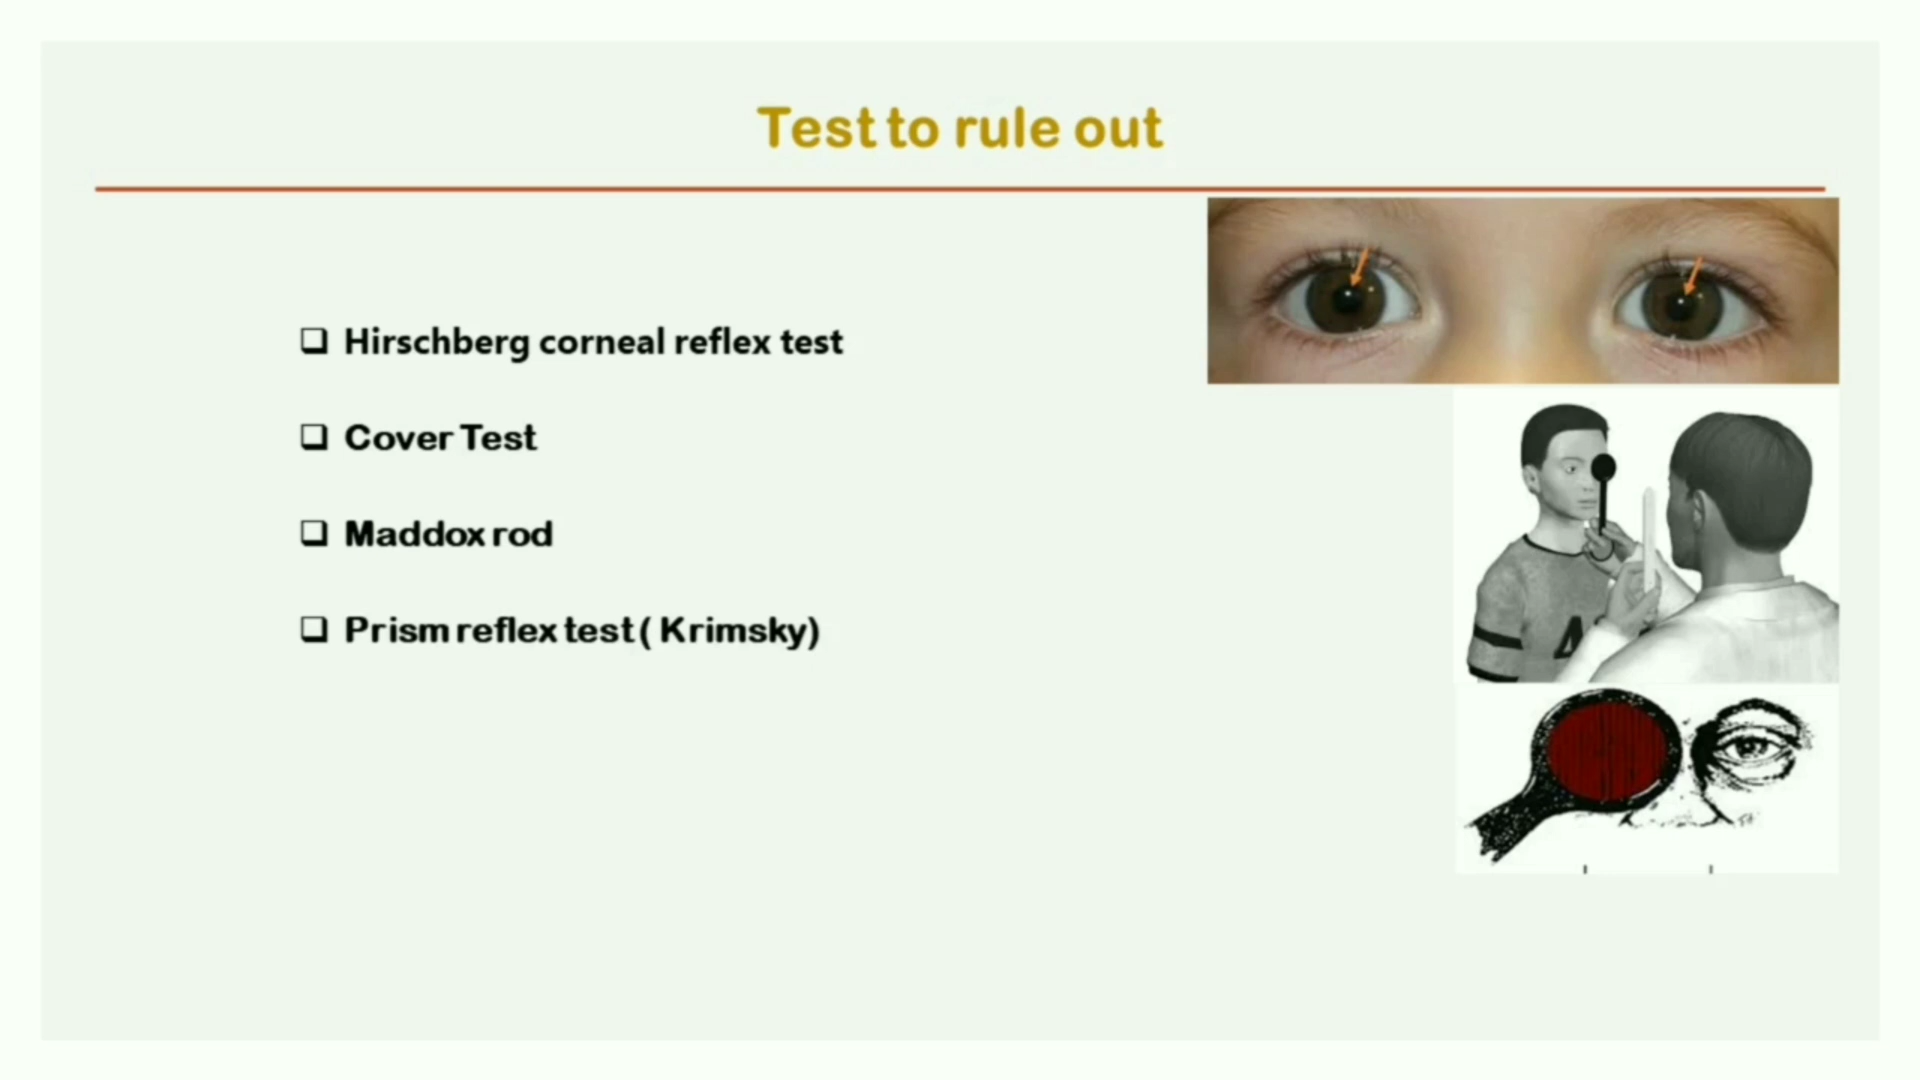 Test to rule out
Hirschberg corneal reflex test
Cover Test
Maddox rod
Prism reflex test ( Krimsky)